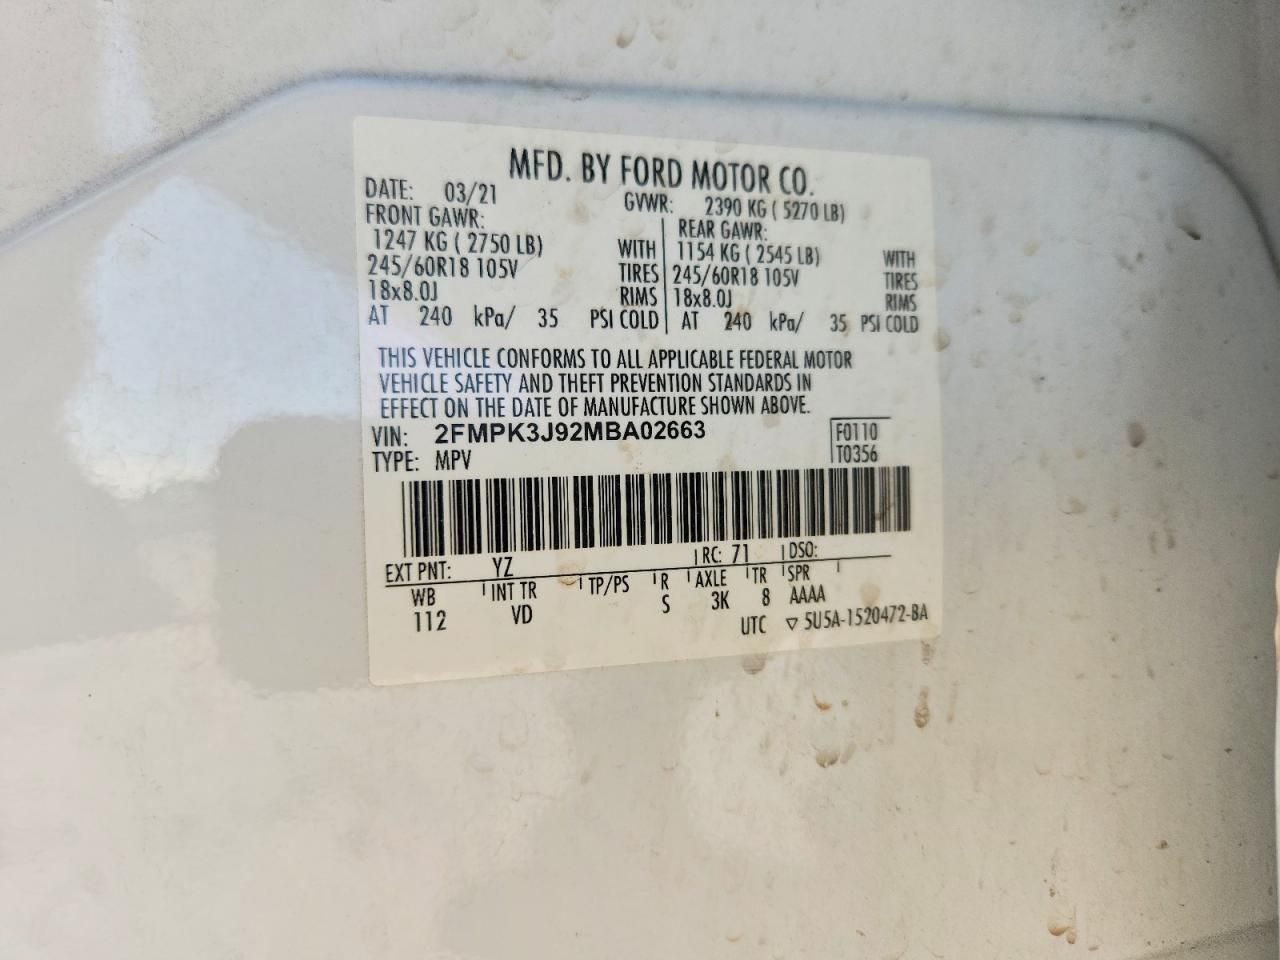 MFD. BY FORD MOTOR CO.
DATE: 03/21 GVWR: 2390 KG ( 5270 LB)
FRONT GAWR: REAR GAWR:
1247 KG ( 2750 LB) WITH 1154 KG ( 2545 LB) WITH
245/60R18 105V TIRES 245/60R18 105V TIRES
18x8.0J RIMS 18x8.0J RIMS
AT 240 kPa/ 35 PSI COLD AT 240 kPa/ 35 PSI COLD
THIS VEHICLE CONFORMS TO ALL APPLICABLE FEDERAL MOTOR
VEHICLE SAFETY AND THEFT PREVENTION STANDARDS IN
EFFECT ON THE DATE OF MANUFACTURE SHOWN ABOVE.
VIN: 2FMPK3J92MBA02663 F0110
TYPE: MPV T0356
EXT PNT: YZ RC: 71 DSO:
WB INT TR TP/PS R AXLE TR SPR
112 VD S 3K 8 AAAA
UTC ▽ 5U5A-1520472-BA